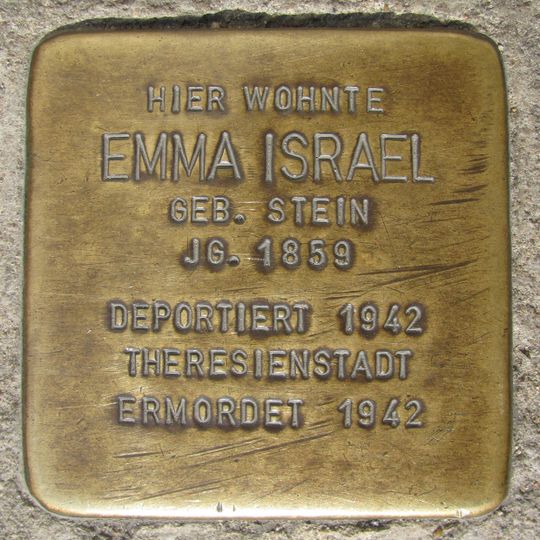 HIER WOHNTE
EMMA ISRAEL
GEB. STEIN
JG. 1859
DEPORTIERT 1942
THERESIENSTADT
ERMORDET 1942